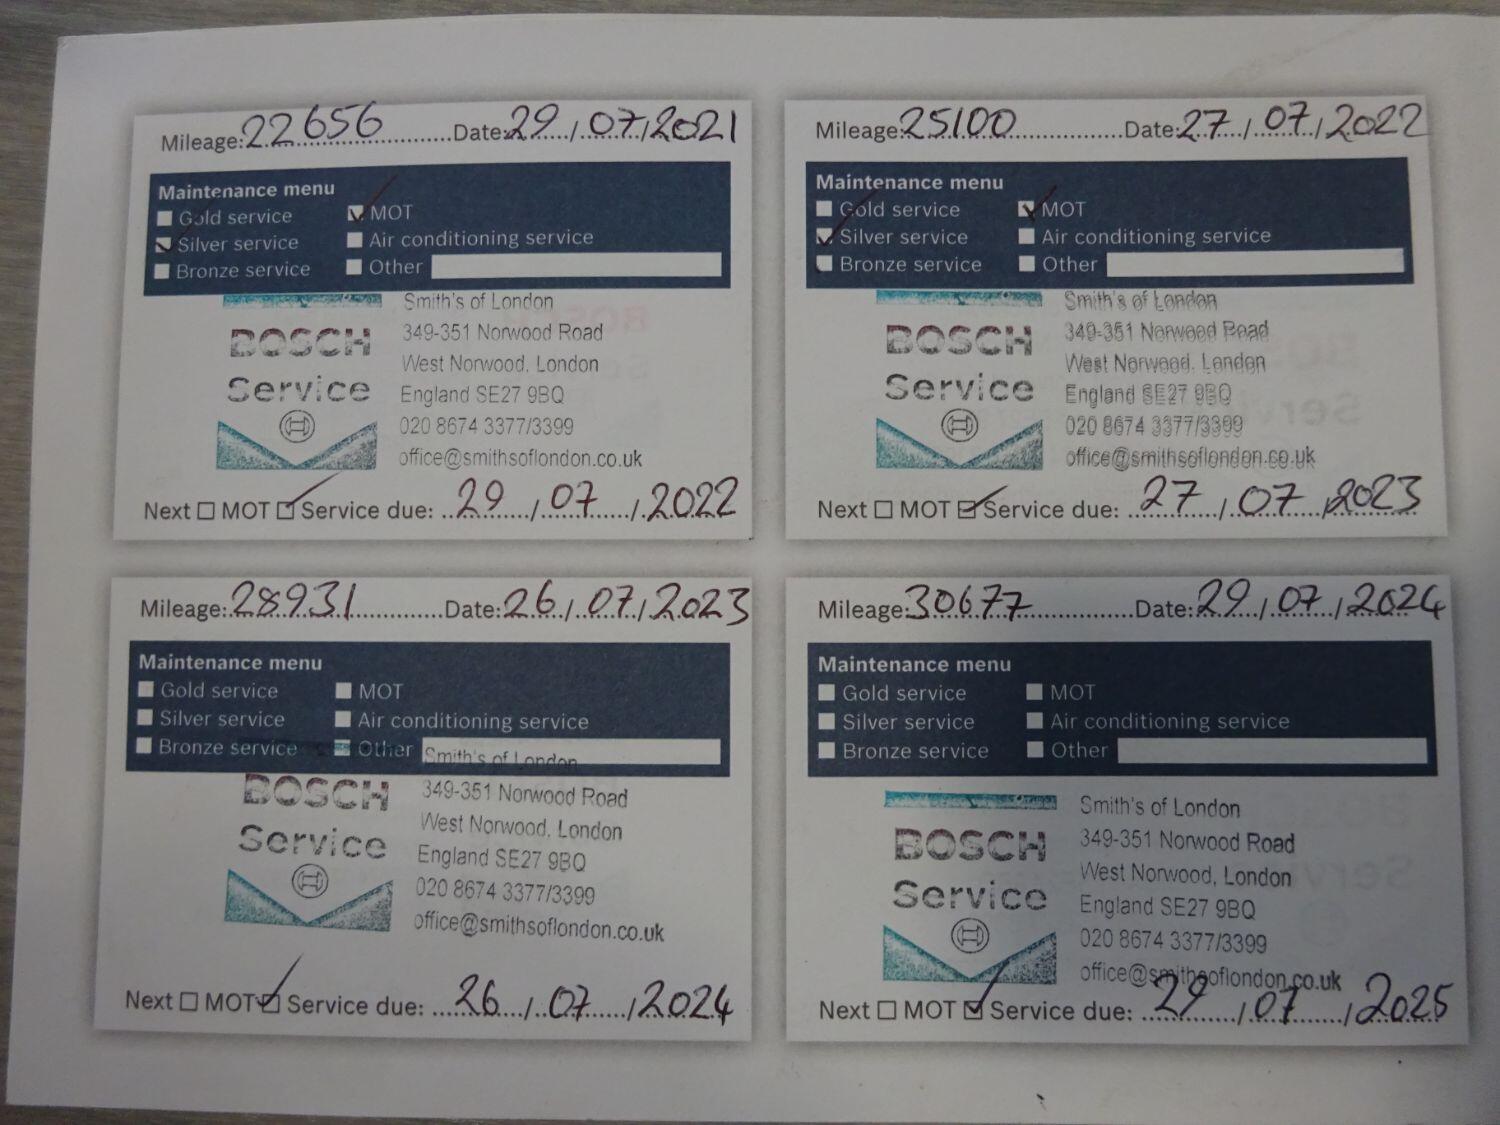 Mileage: 22656 Date: 29/07/2021
Maintenance menu
Gold service MOT
Silver service Air conditioning service
Bronze service Other
Smith's of London
BOSCH 349-351 Norwood Road
West Norwood, London
Service England SE27 9BQ
020 8674 3377/3399
office@smithsoflondon.co.uk
Next MOT Service due: 29/07/2022
Mileage: 25100 Date: 27/07/2022
Maintenance menu
Gold service MOT
Silver service Air conditioning service
Bronze service Other
Smith's of London
BOSCH 349-351 Norwood Road
West Norwood, London
Service England SE27 9BQ
020 8674 3377/3399
office@smithsoflondon.co.uk
Next MOT Service due: 27/07/2023
Mileage: 28931 Date: 26/07/2023
Maintenance menu
Gold service MOT
Silver service Air conditioning service
Bronze service Other
Smith's of London
BOSCH 349-351 Norwood Road
West Norwood, London
Service England SE27 9BQ
020 8674 3377/3399
office@smithsoflondon.co.uk
Next MOT Service due: 26/07/2024
Mileage: 30677 Date: 29/07/2024
Maintenance menu
Gold service MOT
Silver service Air conditioning service
Bronze service Other
Smith's of London
BOSCH 349-351 Norwood Road
West Norwood, London
Service England SE27 9BQ
020 8674 3377/3399
office@smithsoflondon.co.uk
Next MOT Service due: 29/07/2025